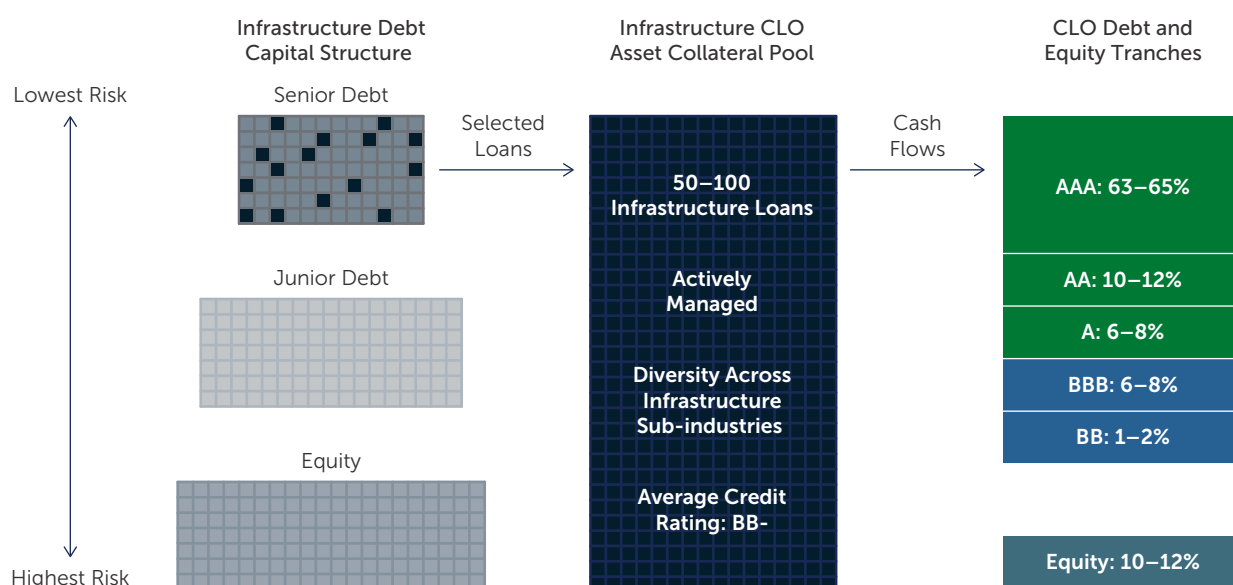 Infrastructure Debt
Capital Structure
Infrastructure CLO
Asset Collateral Pool
CLO Debt and
Equity Tranches
Lowest Risk
Highest Risk
Senior Debt
Junior Debt
Equity
Selected
Loans
50–100
Infrastructure Loans
Actively
Managed
Diversity Across
Infrastructure
Sub-industries
Average Credit
Rating: BB-
Cash
Flows
AAA: 63–65%
AA: 10–12%
A: 6–8%
BBB: 6–8%
BB: 1–2%
Equity: 10–12%